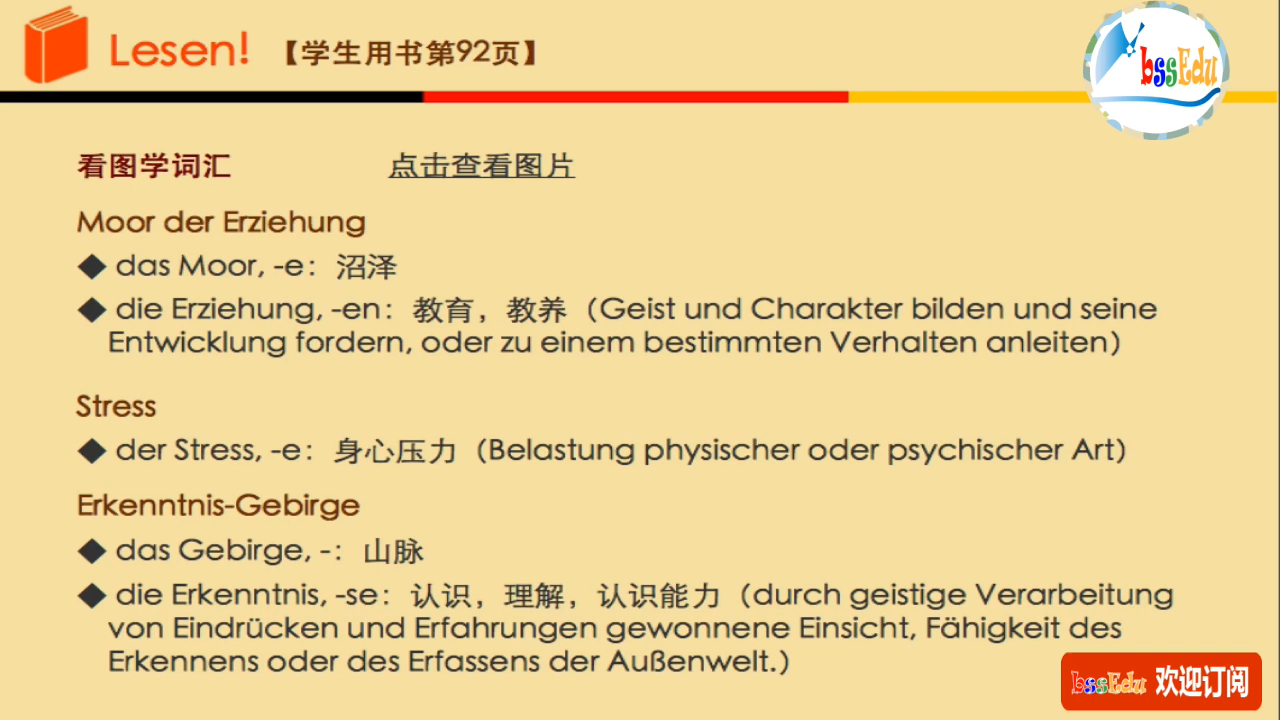 Lesen! 【学生用书第92页】
bssEdu
看图学词汇 点击查看图片
Moor der Erziehung
◆ das Moor, -e：沼泽
◆ die Erziehung, -en：教育，教养（Geist und Charakter bilden und seine
Entwicklung fordern, oder zu einem bestimmten Verhalten anleiten）
Stress
◆ der Stress, -e：身心压力（Belastung physischer oder psychischer Art）
Erkenntnis-Gebirge
◆ das Gebirge, -：山脉
◆ die Erkenntnis, -se：认识，理解，认识能力（durch geistige Verarbeitung
von Eindrücken und Erfahrungen gewonnene Einsicht, Fähigkeit des
Erkennens oder des Erfassens der Außenwelt.）
bssEdu 欢迎订阅